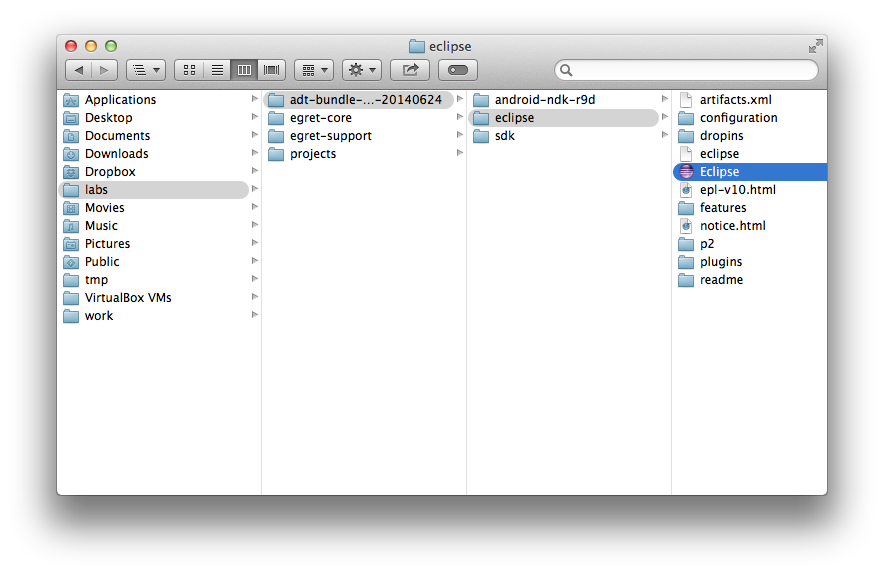 eclipse
Applications
Desktop
Documents
Downloads
Dropbox
labs
Movies
Music
Pictures
Public
tmp
VirtualBox VMs
work
adt-bundle-...-20140624
egret-core
egret-support
projects
android-ndk-r9d
eclipse
sdk
artifacts.xml
configuration
dropins
eclipse
Eclipse
epl-v10.html
features
notice.html
p2
plugins
readme